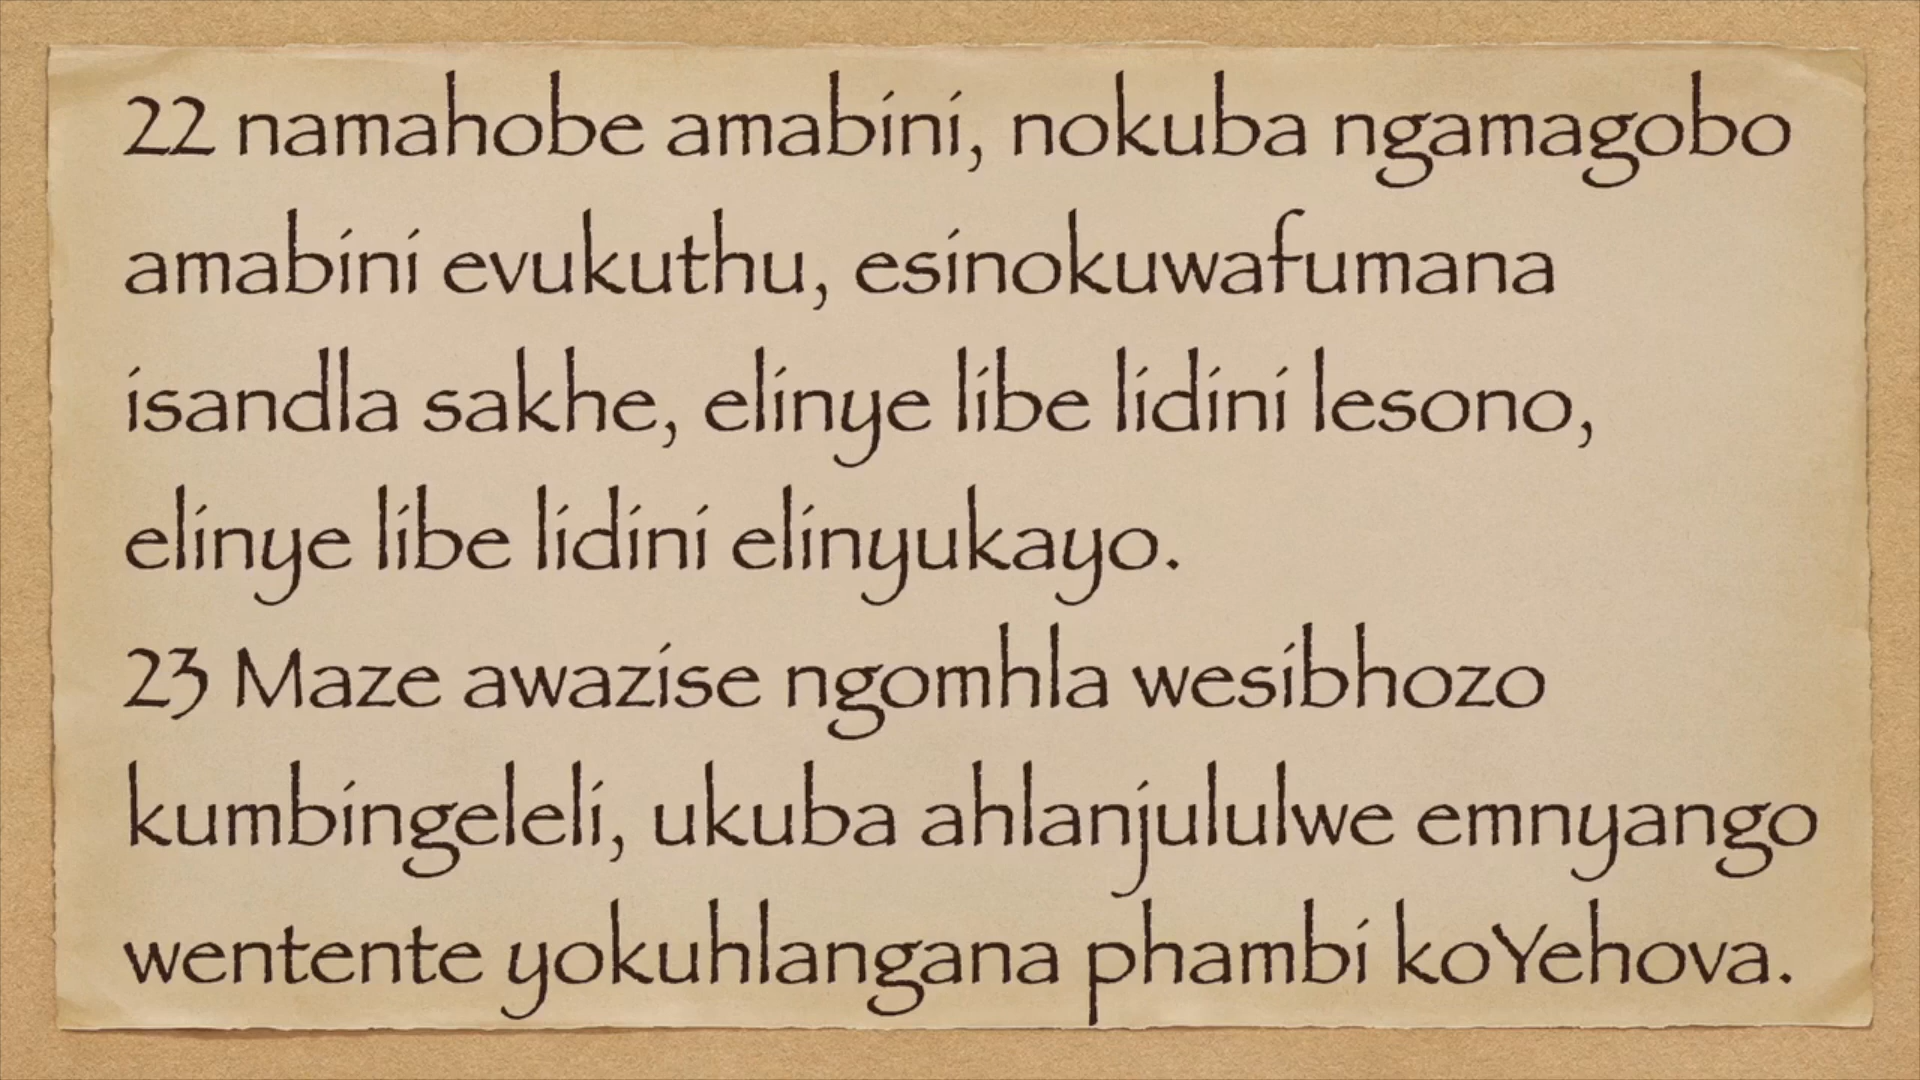 22 namahobe amabini, nokuba ngamagobo
amabini evukuthu, esinokuwafumana
isandla sakhe, elinye libe lidini lesono,
elinye libe lidini elinyukayo.
23 Maze awazise ngomhla wesibhozo
kumbingeleli, ukuba ahlanjululwe emnyango
wentente yokuhlangana phambi koYehova.